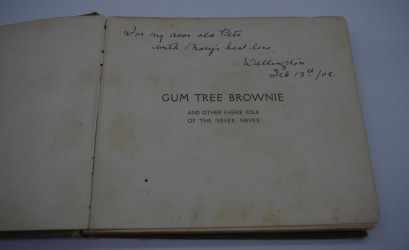 For my dear old Pete
with Mary's best love.
Wellington
Feb 13th/08.
GUM TREE BROWNIE
AND OTHER FAERIE FOLK
OF THE NEVER, NEVER